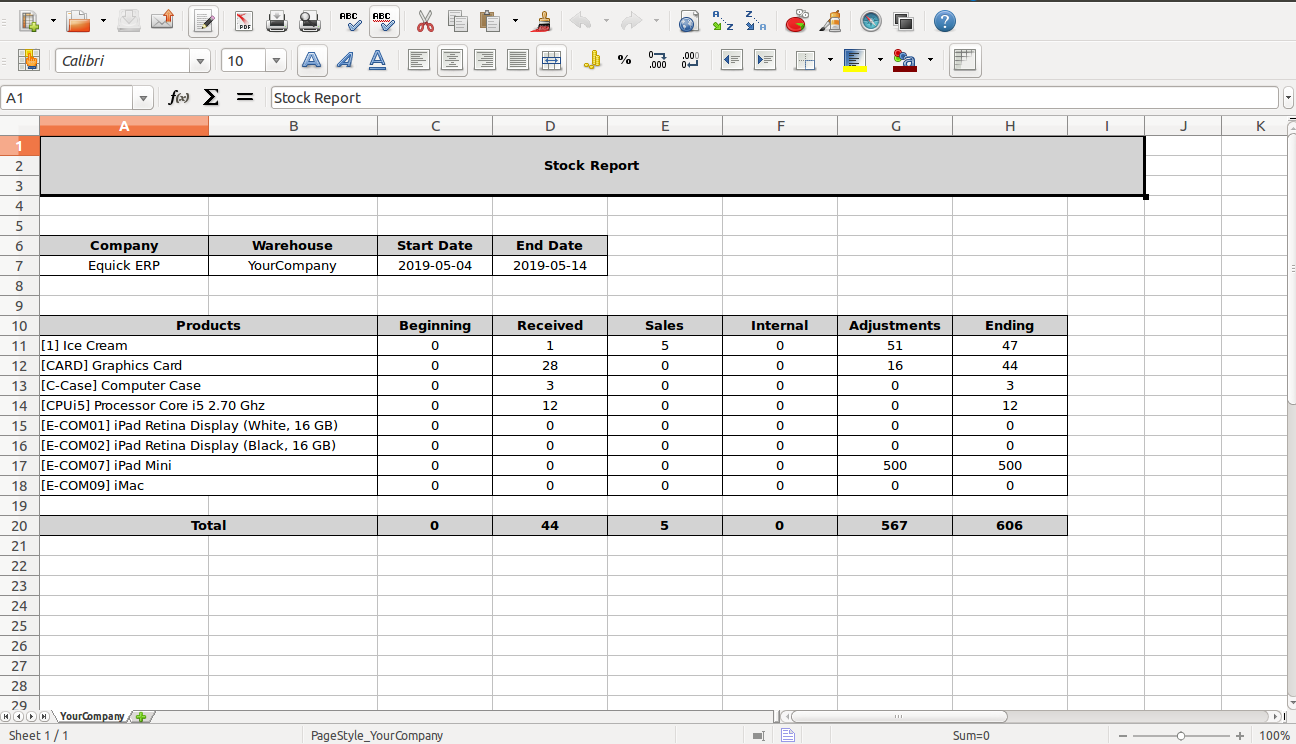 PDF ABC ABC A Z Z A ?
Calibri 10 A A A % .000 .000
A1 f(x) Σ = Stock Report
A B C D E F G H I J K
1
2 Stock Report
3
4
5
6 Company Warehouse Start Date End Date
7 Equick ERP YourCompany 2019-05-04 2019-05-14
8
9
10 Products Beginning Received Sales Internal Adjustments Ending
11 [1] Ice Cream 0 1 5 0 51 47
12 [CARD] Graphics Card 0 28 0 0 16 44
13 [C-Case] Computer Case 0 3 0 0 0 3
14 [CPUi5] Processor Core i5 2.70 Ghz 0 12 0 0 0 12
15 [E-COM01] iPad Retina Display (White, 16 GB) 0 0 0 0 0 0
16 [E-COM02] iPad Retina Display (Black, 16 GB) 0 0 0 0 0 0
17 [E-COM07] iPad Mini 0 0 0 0 500 500
18 [E-COM09] iMac 0 0 0 0 0 0
19
20 Total 0 44 5 0 567 606
21
22
23
24
25
26
27
28
29
YourCompany
Sheet 1 / 1 PageStyle_YourCompany Sum=0 100%